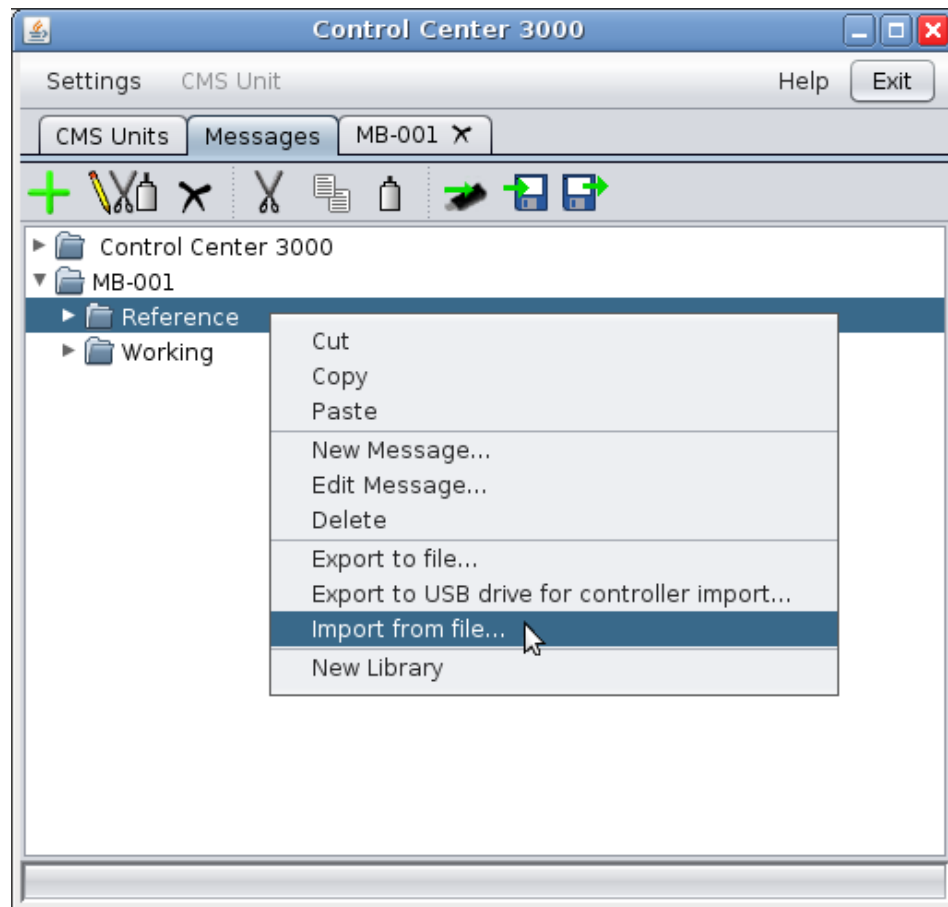 Control Center 3000
Settings CMS Unit Help Exit
CMS Units Messages MB-001
Control Center 3000
MB-001
Reference
Working
Cut
Copy
Paste
New Message...
Edit Message...
Delete
Export to file...
Export to USB drive for controller import...
Import from file...
New Library